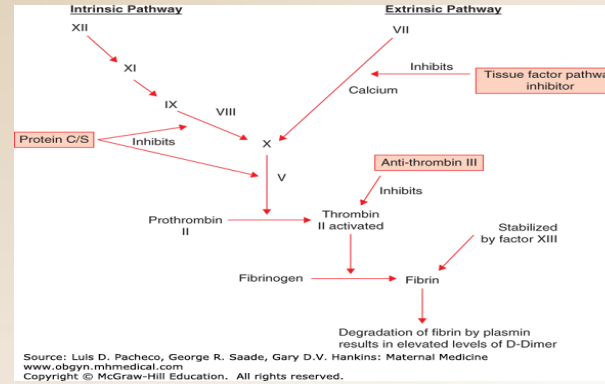 Intrinsic Pathway
Extrinsic Pathway
XII
VII
XI
Inhibits
Tissue factor pathwa
inhibitor
Calcium
IX
VIII
Protein C/S
Inhibits
X
Anti-thrombin III
V
Inhibits
Prothrombin
II
Thrombin
II activated
Stabilized
by factor XIII
Fibrinogen
Fibrin
Degradation of fibrin by plasmin
results in elevated levels of D-Dimer
Source: Luis D. Pacheco, George R. Saade, Gary D.V. Hankins: Maternal Medicine
www.obgyn.mhmedical.com
Copyright © McGraw-Hill Education. All rights reserved.